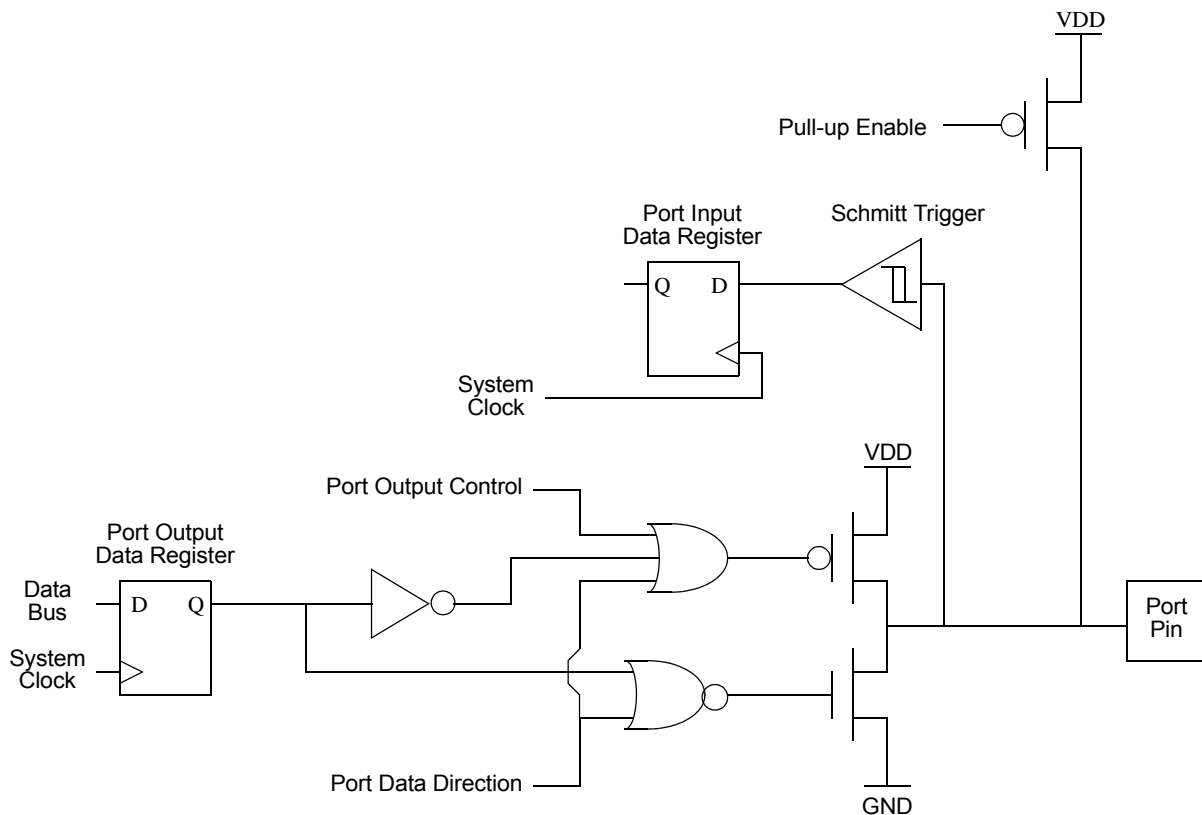 VDD
Pull-up Enable
Port Input
Data Register
Schmitt Trigger
Q
D
System
Clock
VDD
Port Output Control
Port Output
Data Register
Data
Bus
D
Q
System
Clock
Port
Pin
Port Data Direction
GND